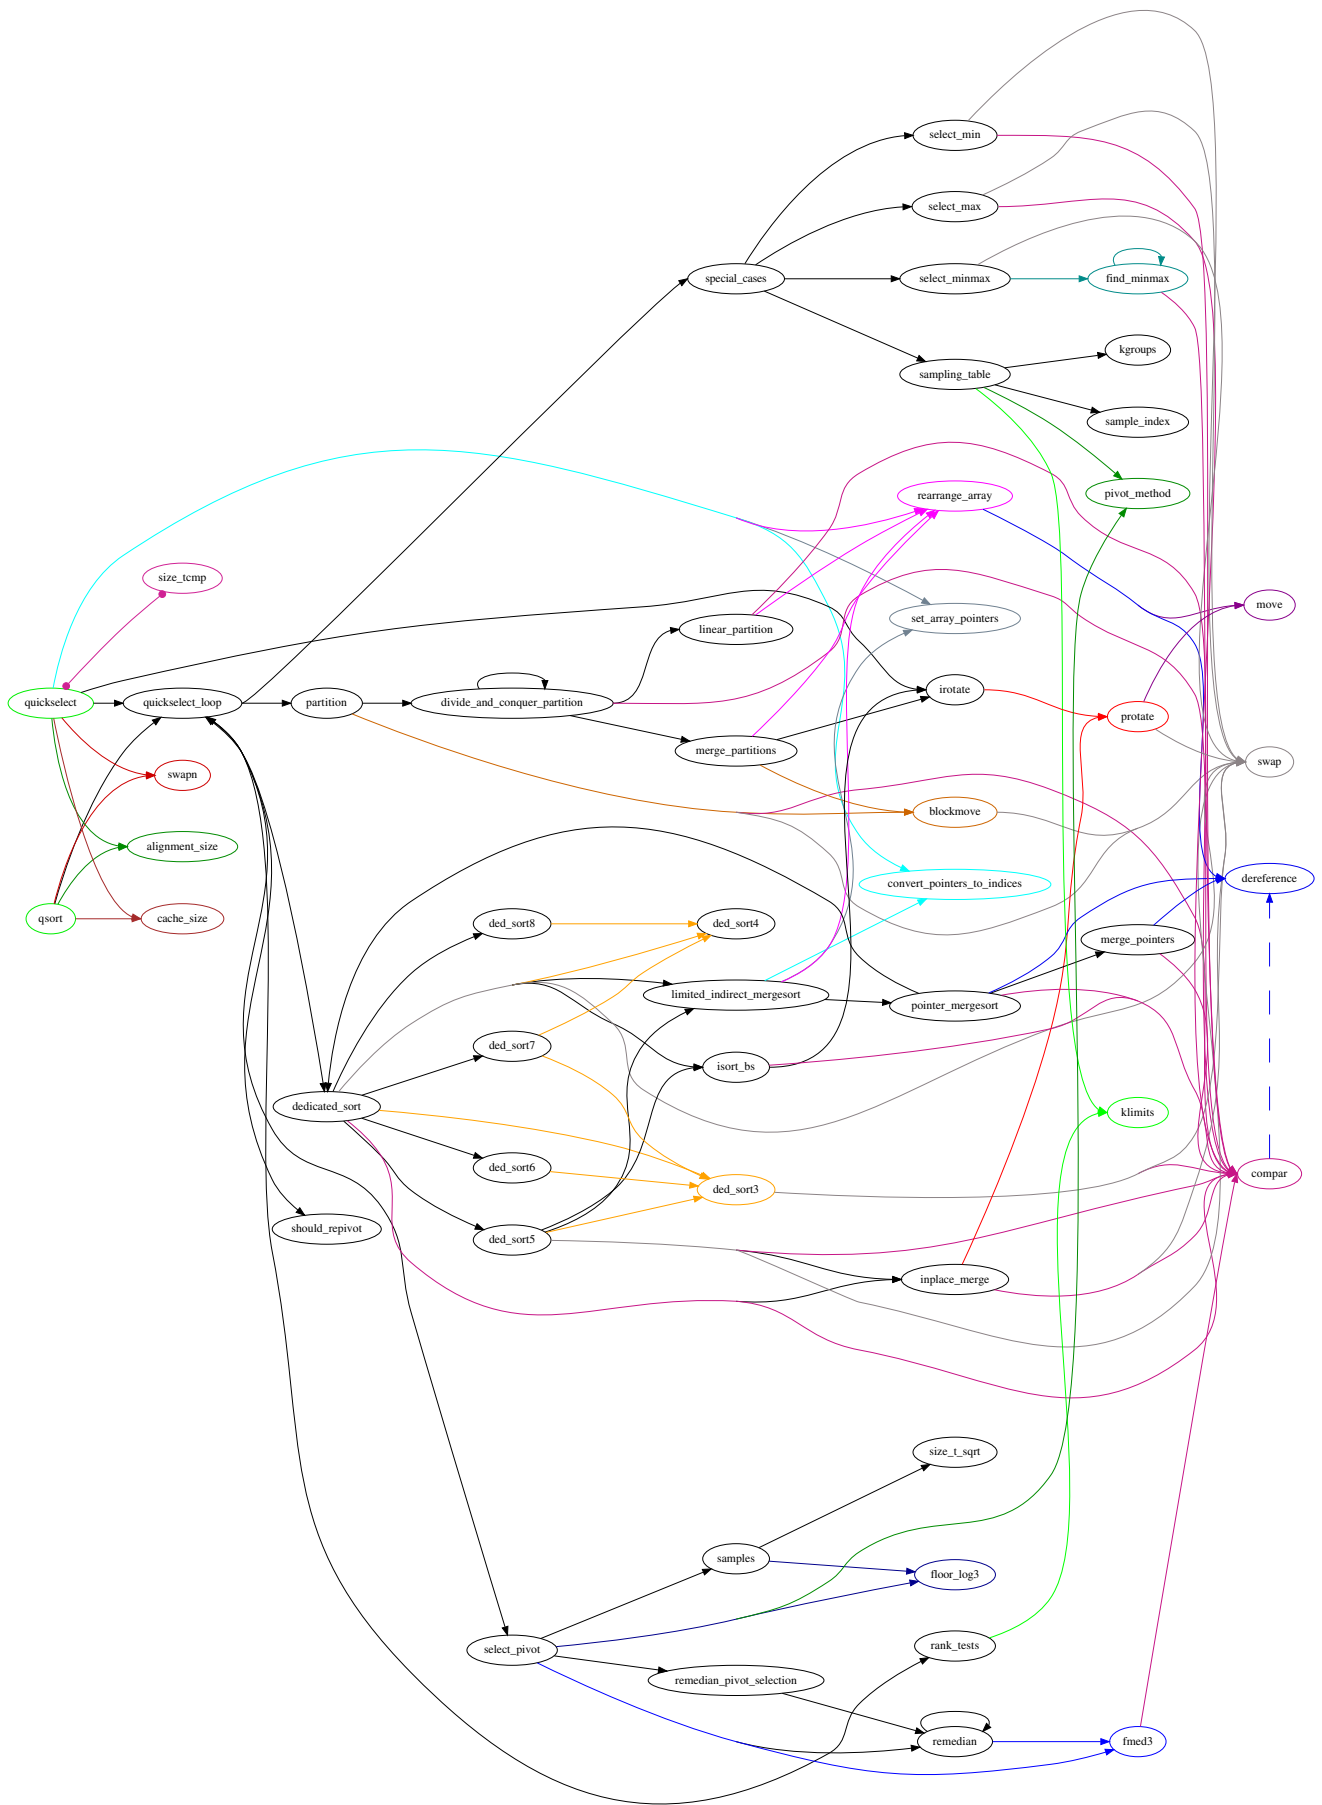 select_min
select_max
special_cases
select_minmax
find_minmax
kgroups
sampling_table
sample_index
rearrange_array
pivot_method
size_tcmp
move
set_array_pointers
linear_partition
irotate
quickselect
quickselect_loop
partition
divide_and_conquer_partition
protate
merge_partitions
swap
swapn
blockmove
alignment_size
convert_pointers_to_indices
dereference
qsort
cache_size
ded_sort8
ded_sort4
merge_pointers
limited_indirect_mergesort
pointer_mergesort
ded_sort7
isort_bs
dedicated_sort
klimits
ded_sort6
ded_sort3
compar
should_repivot
ded_sort5
inplace_merge
size_t_sqrt
samples
floor_log3
select_pivot
rank_tests
remedian_pivot_selection
remedian
fmed3